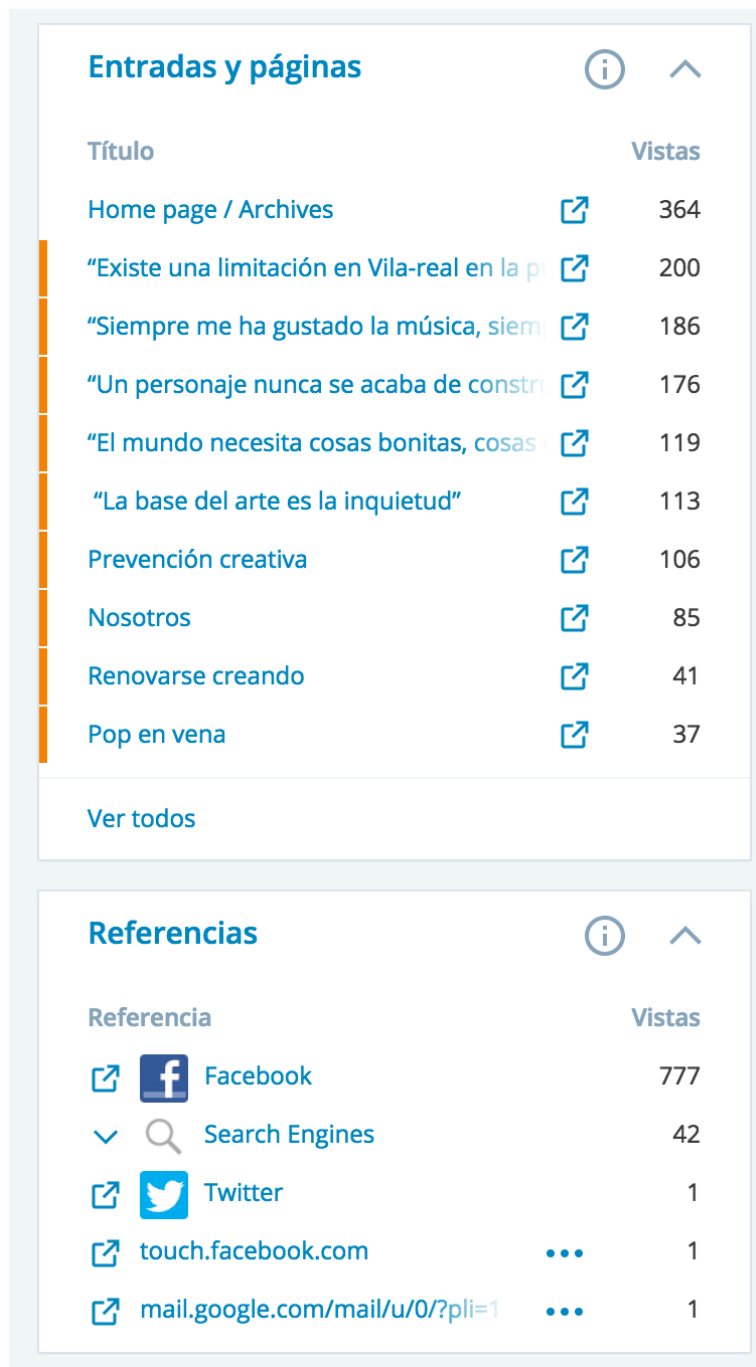 Entradas y páginas
Título Vistas
Home page / Archives 364
“Existe una limitación en Vila-real en la 200
“Siempre me ha gustado la música, 186
“Un personaje nunca se acaba de 176
“El mundo necesita cosas bonitas, cosas 119
“La base del arte es la inquietud” 113
Prevención creativa 106
Nosotros 85
Renovarse creando 41
Pop en vena 37
Ver todos
Referencias
Referencia Vistas
Facebook 777
Search Engines 42
Twitter 1
touch.facebook.com ••• 1
mail.google.com/mail/u/0/?pli=1 ••• 1